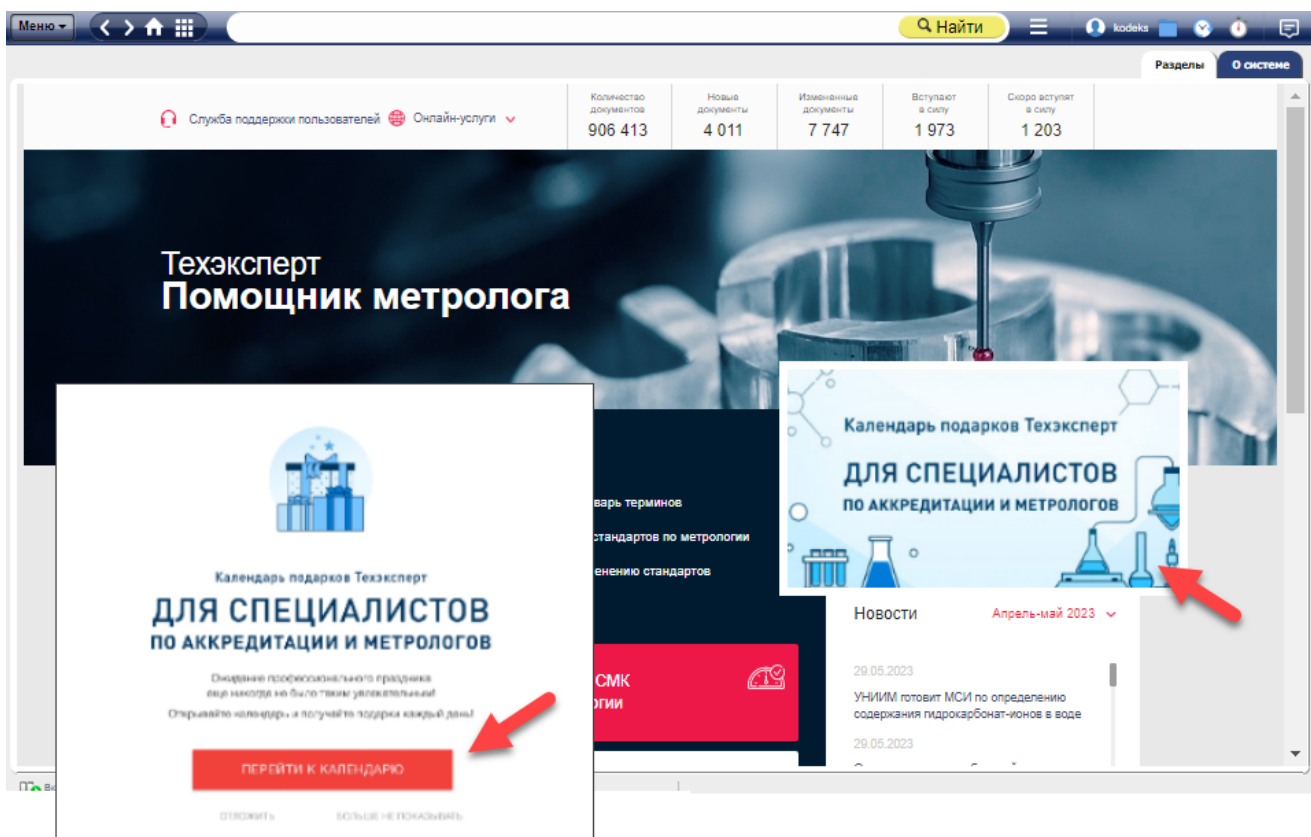 Меню
Найти
kodeks
Разделы
О системе
Служба поддержки пользователей
Онлайн-услуги
Количество
документов
906 413
Новые
документы
4 011
Измененные
документы
7 747
Вступают
в силу
1 973
Скоро вступят
в силу
1 203
Техэксперт
Помощник метролога
Календарь подарков Техэксперт
ДЛЯ СПЕЦИАЛИСТОВ
ПО АККРЕДИТАЦИИ И МЕТРОЛОГОВ
варь терминов
стандартов по метрологии
енению стандартов
Календарь подарков Техэксперт
ДЛЯ СПЕЦИАЛИСТОВ
ПО АККРЕДИТАЦИИ И МЕТРОЛОГОВ
Ожидание профессионального праздника
еще никогда не было таким увлекательным!
Открывайте календарь и получайте подарки каждый день!
ПЕРЕЙТИ К КАЛЕНДАРЮ
ОТЛОЖИТЬ
БОЛЬШЕ НЕ ПОКАЗЫВАТЬ
СМК
огии
Новости
Апрель-май 2023
29.05.2023
УНИИМ готовит МСИ по определению
содержания гидрокарбонат-ионов в воде
29.05.2023